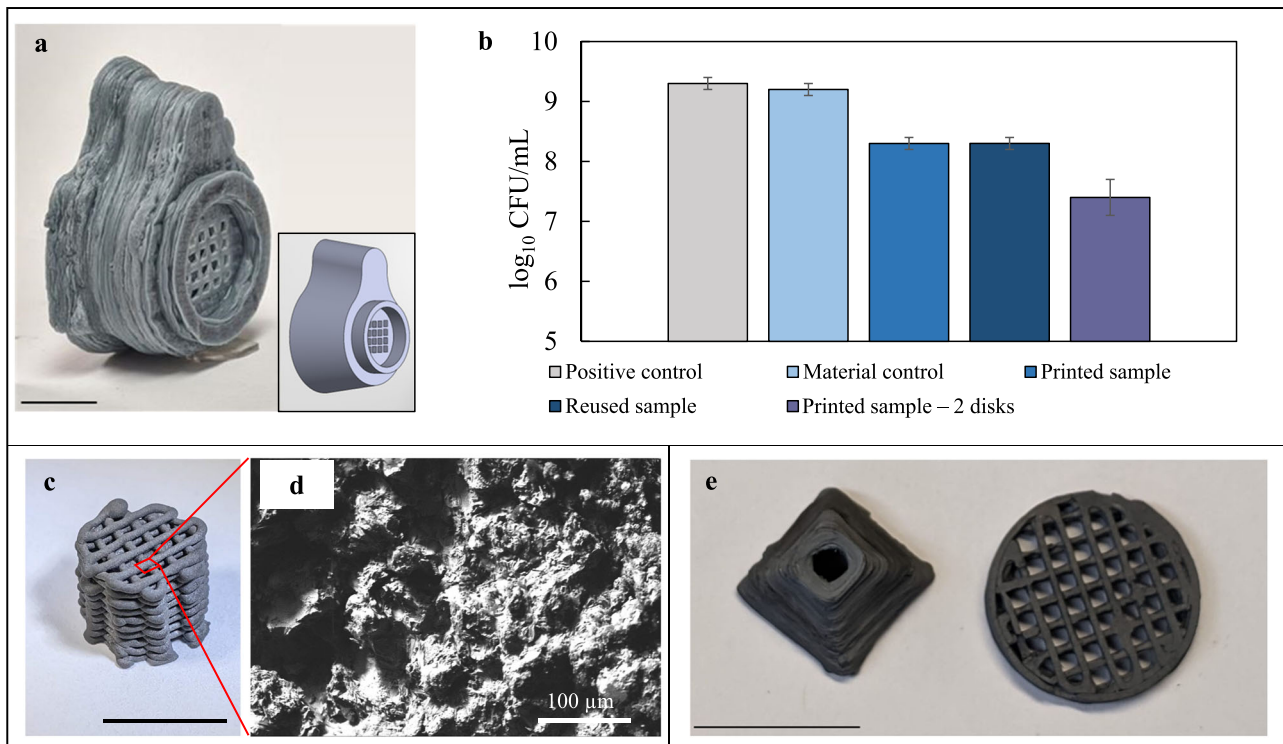 a
b
10
9
8
7
6
5
log₁₀ CFU/mL
Positive control
Material control
Printed sample
Reused sample
Printed sample – 2 disks
c
d
100 µm
e